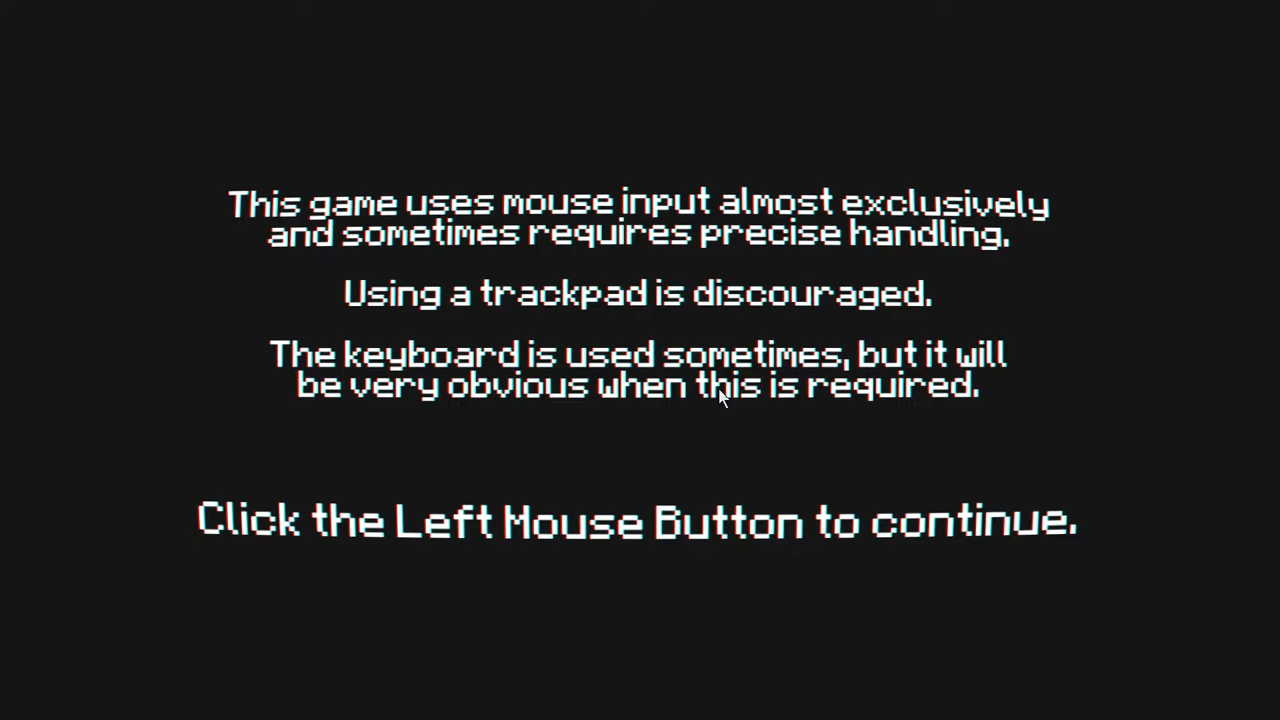 This game uses mouse input almost exclusively
and sometimes requires precise handling.
Using a trackpad is discouraged.
The keyboard is used sometimes, but it will
be very obvious when this is required.
Click the Left Mouse Button to continue.